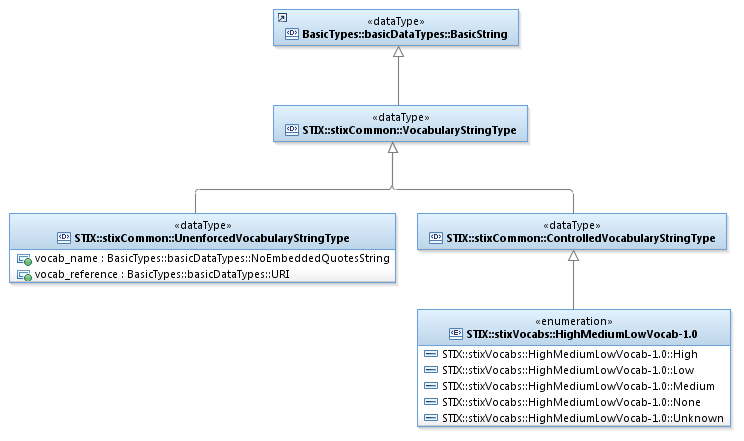 «dataType»
BasicTypes::basicDataTypes::BasicString
«dataType»
STIX::stixCommon::VocabularyStringType
«dataType»
STIX::stixCommon::UnenforcedVocabularyStringType
vocab_name : BasicTypes::basicDataTypes::NoEmbeddedQuotesString
vocab_reference : BasicTypes::basicDataTypes::URI
«dataType»
STIX::stixCommon::ControlledVocabularyStringType
«enumeration»
STIX::stixVocabs::HighMediumLowVocab-1.0
STIX::stixVocabs::HighMediumLowVocab-1.0::High
STIX::stixVocabs::HighMediumLowVocab-1.0::Low
STIX::stixVocabs::HighMediumLowVocab-1.0::Medium
STIX::stixVocabs::HighMediumLowVocab-1.0::None
STIX::stixVocabs::HighMediumLowVocab-1.0::Unknown